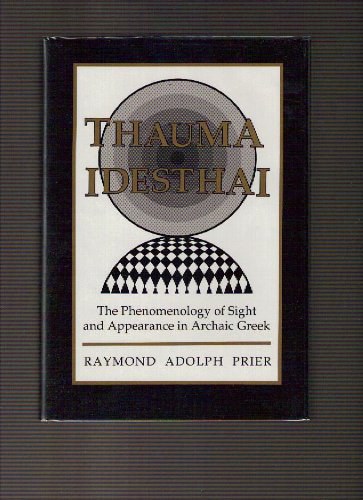 THAUMA
IDESTHAI
The Phenomenology of Sight
and Appearance in Archaic Greek
RAYMOND ADOLPH PRIER